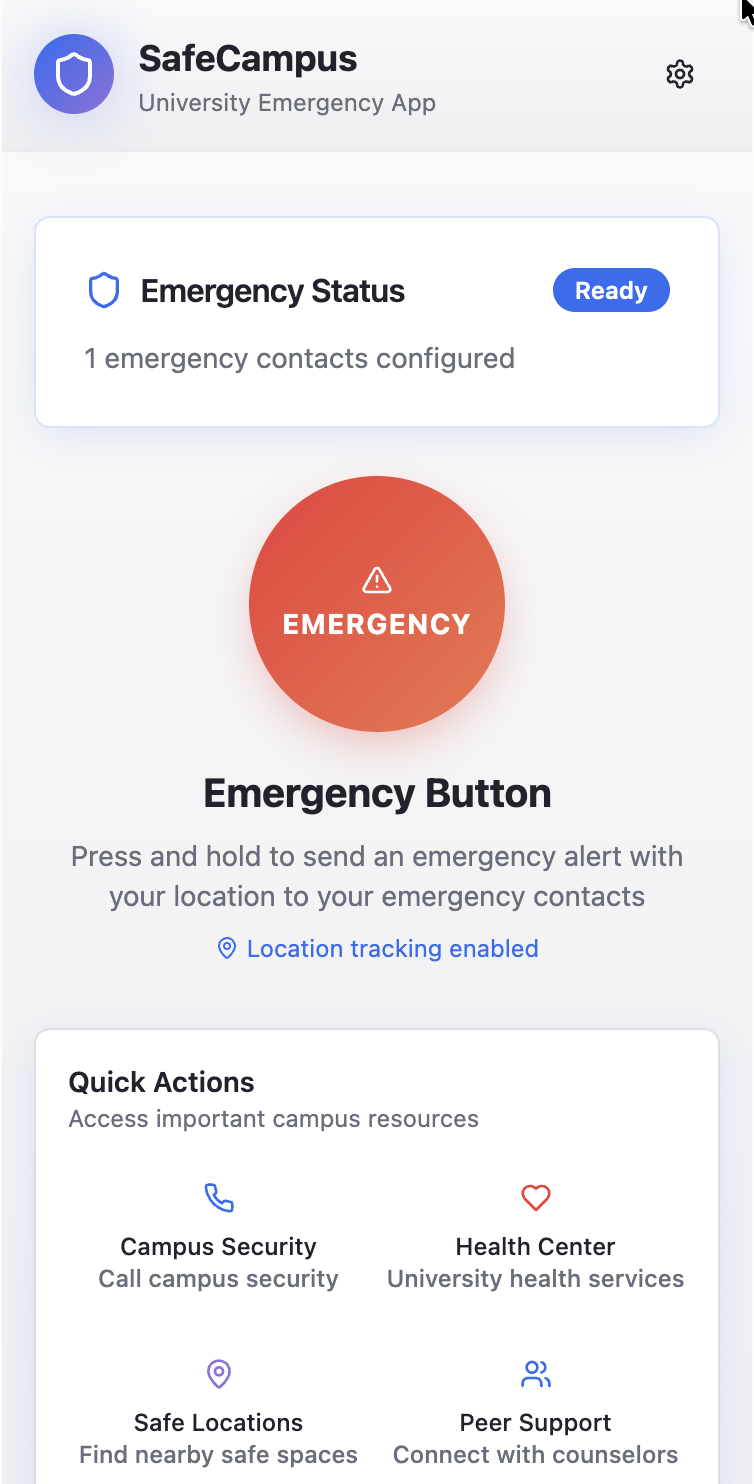 SafeCampus
University Emergency App
Emergency Status
Ready
1 emergency contacts configured
EMERGENCY
Emergency Button
Press and hold to send an emergency alert with
your location to your emergency contacts
Location tracking enabled
Quick Actions
Access important campus resources
Campus Security
Call campus security
Health Center
University health services
Safe Locations
Find nearby safe spaces
Peer Support
Connect with counselors